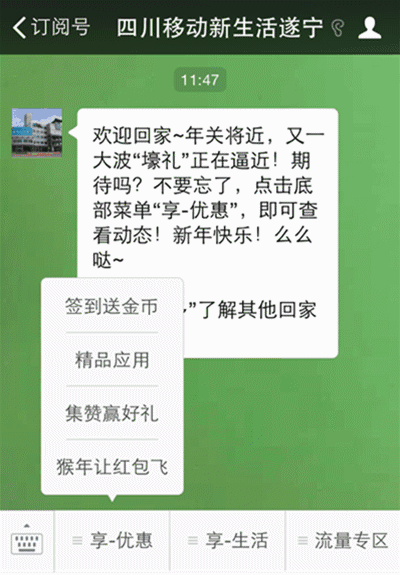 订阅号 四川移动新生活遂宁
11:47
欢迎回家~年关将近，又一
大波“壕礼”正在逼近！期
待吗？不要忘了，点击底
部菜单“享-优惠”，即可查
看动态！新年快乐！么么
哒~
”了解其他回家
签到送金币
精品应用
集赞赢好礼
猴年让红包飞
享-优惠 享-生活 流量专区